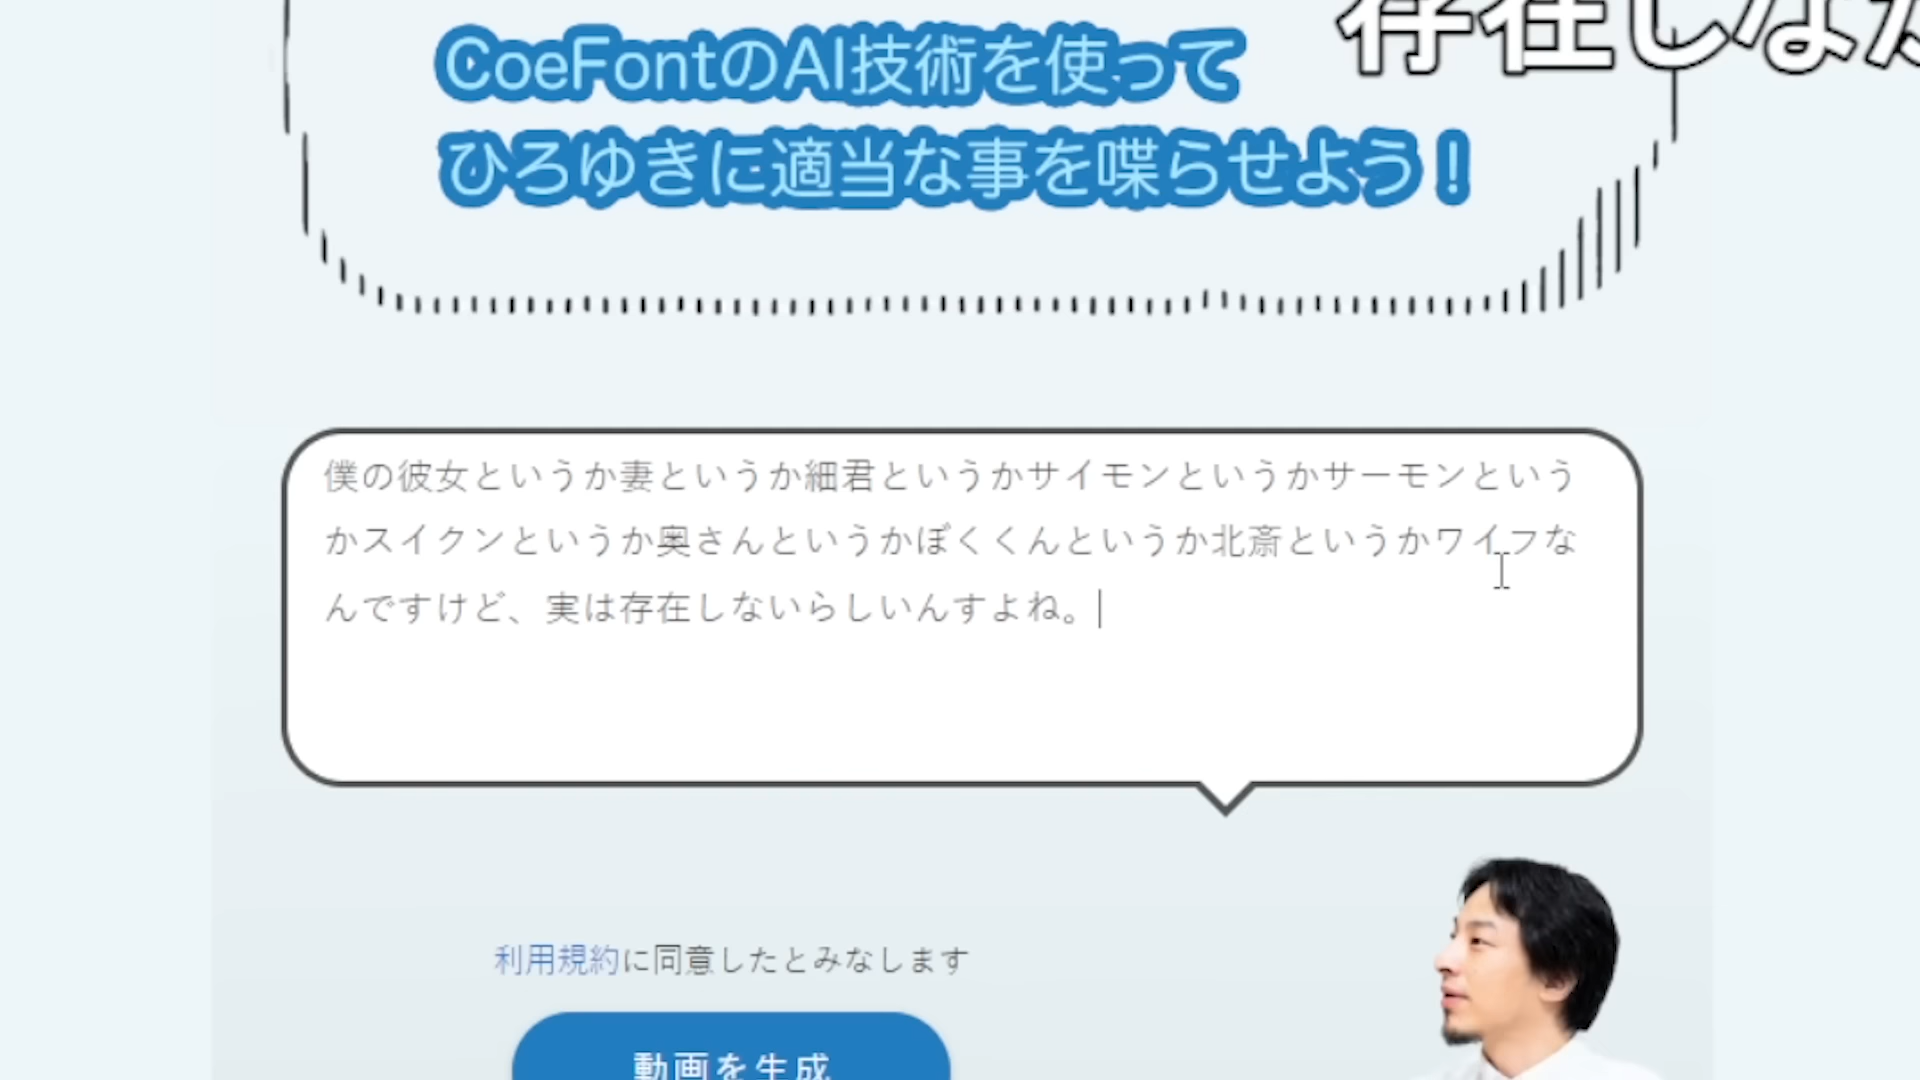 存在しなか
CoeFontのAI技術を使って
ひろゆきに適当な事を喋らせよう！
僕の彼女というか妻というか細君というかサイモンというかサーモンという
かスイクンというか奥さんというかぼくくんというか北斎というかワイフな
んですけど、実は存在しないらしいんすよね。
利用規約に同意したとみなします
動画を生成